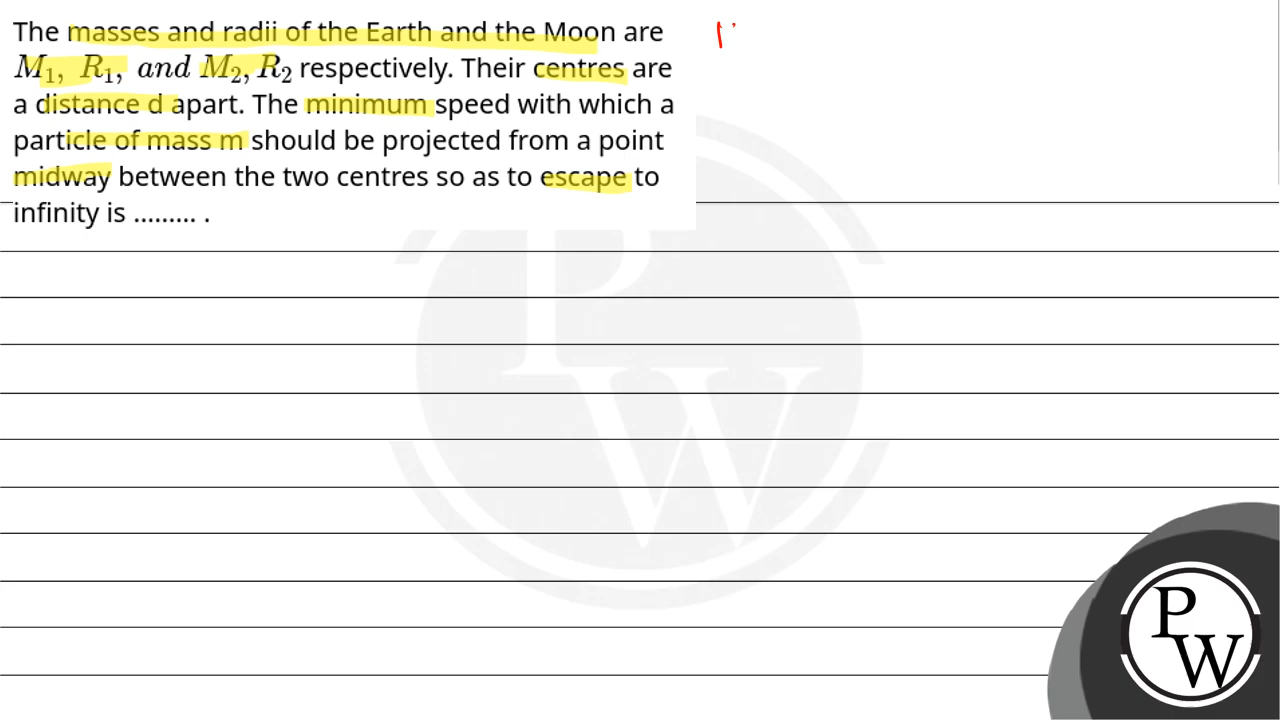 The masses and radii of the Earth and the Moon are
M₁, R₁, and M₂, R₂ respectively. Their centres are
a distance d apart. The minimum speed with which a
particle of mass m should be projected from a point
midway between the two centres so as to escape to
infinity is ......... .
P
W
P
W